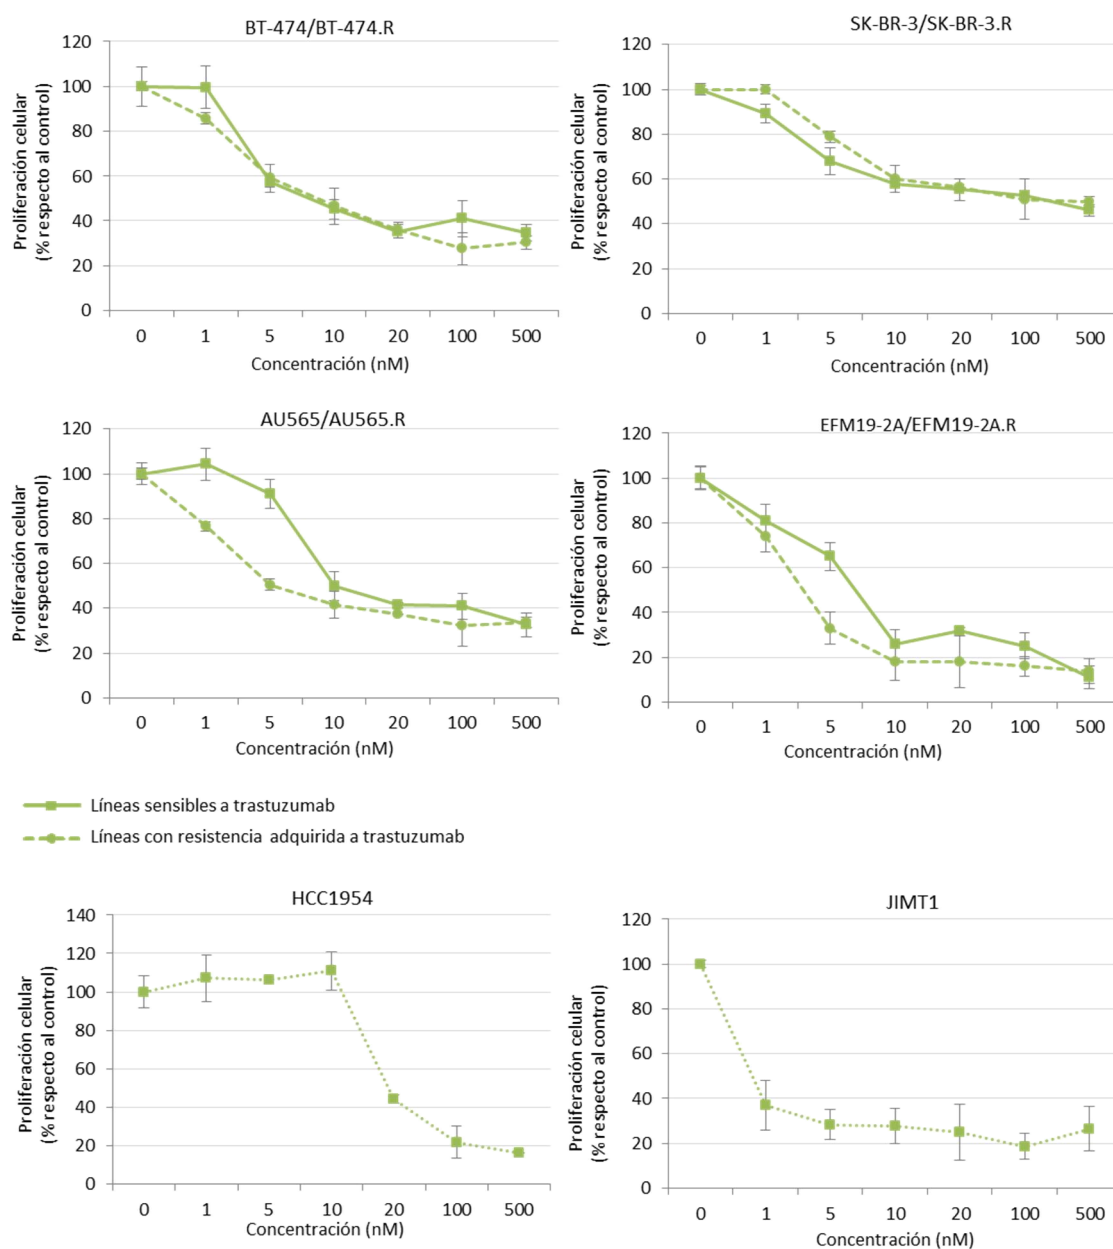 BT-474/BT-474.R
Proliferación celular
(% respecto al control)
120
100
80
60
40
20
0
0 1 5 10 20 100 500
Concentración (nM)
SK-BR-3/SK-BR-3.R
Proliferación celular
(% respecto al control)
120
100
80
60
40
20
0
0 1 5 10 20 100 500
Concentración (nM)
AU565/AU565.R
Proliferación celular
(% respecto al control)
120
100
80
60
40
20
0
0 1 5 10 20 100 500
Concentración (nM)
EFM19-2A/EFM19-2A.R
Proliferación celular
(% respecto al control)
120
100
80
60
40
20
0
0 1 5 10 20 100 500
Concentración (nM)
Líneas sensibles a trastuzumab
Líneas con resistencia adquirida a trastuzumab
HCC1954
Proliferación celular
(% respecto al control)
140
120
100
80
60
40
20
0
0 1 5 10 20 100 500
Concentración (nM)
JIMT1
Proliferación celular
(% respecto al control)
120
100
80
60
40
20
0
0 1 5 10 20 100 500
Concentración (nM)